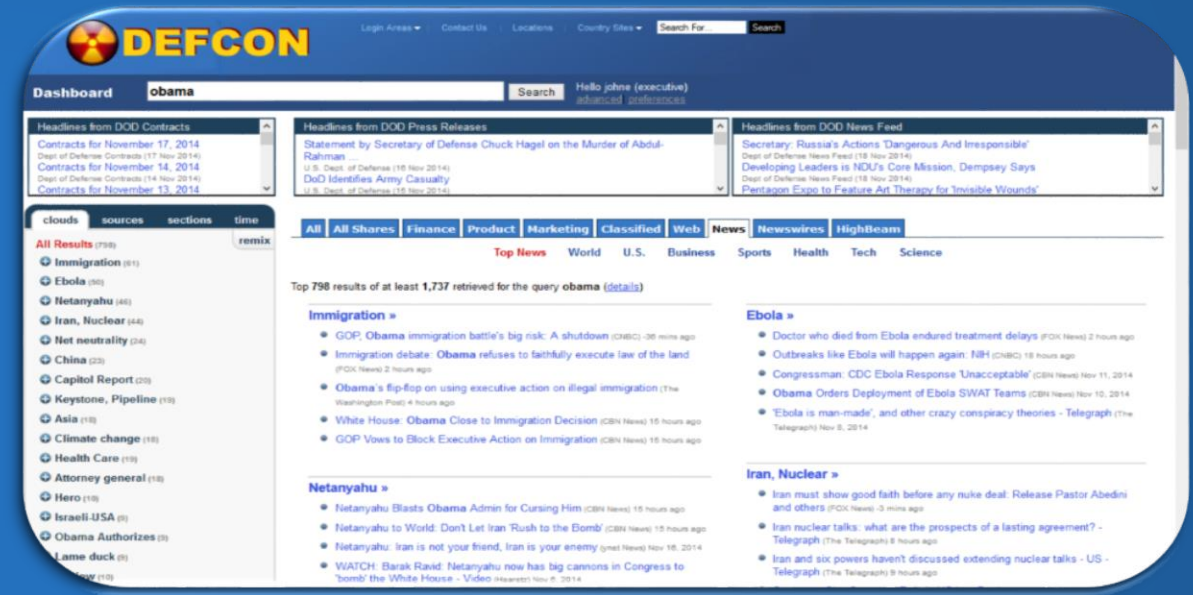 DEFCON
Login Areas
Contact Us
Locations
Country Sites
Search For...
Search
Dashboard
obama
Search
Hello johne (executive)
advanced preferences
Headlines from DOD Contracts
Contracts for November 17, 2014
Dept of Defense Contracts (17 Nov 2014)
Contracts for November 14, 2014
Dept of Defense Contracts (14 Nov 2014)
Contracts for November 13, 2014
Headlines from DOD Press Releases
Statement by Secretary of Defense Chuck Hagel on the Murder of Abdul-
Rahman ...
U.S. Dept. of Defense (16 Nov 2014)
DoD Identifies Army Casualty
U.S. Dept. of Defense (15 Nov 2014)
Headlines from DOD News Feed
Secretary: Russia's Actions 'Dangerous And Irresponsible'
Dept of Defense News Feed (18 Nov 2014)
Developing Leaders is NDU's Core Mission, Dempsey Says
Dept of Defense News Feed (18 Nov 2014)
Pentagon Expo to Feature Art Therapy for 'Invisible Wounds'
clouds sources sections time
remix
All Results (798)
Immigration (61)
Ebola (50)
Netanyahu (46)
Iran, Nuclear (44)
Net neutrality (24)
China (23)
Capitol Report (20)
Keystone, Pipeline (19)
Asia (18)
Climate change (18)
Health Care (19)
Attorney general (18)
Hero (10)
Israeli-USA (9)
Obama Authorizes (9)
Lame duck (9)
(10)
All All Shares Finance Product Marketing Classified Web News Newswires HighBeam
Top News World U.S. Business Sports Health Tech Science
Top 798 results of at least 1,737 retrieved for the query obama (details)
Immigration »
GOP, Obama immigration battle's big risk: A shutdown (CNBC) -36 mins ago
Immigration debate: Obama refuses to faithfully execute law of the land
(FOX News) 2 hours ago
Obama's flip-flop on using executive action on illegal immigration (The
Washington Post) 4 hours ago
White House: Obama Close to Immigration Decision (CBN News) 15 hours ago
GOP Vows to Block Executive Action on Immigration (CBN News) 16 hours ago
Netanyahu »
Netanyahu Blasts Obama Admin for Cursing Him (CBN News) 15 hours ago
Netanyahu to World: Don't Let Iran 'Rush to the Bomb' (CBN News) 15 hours ago
Netanyahu: Iran is not your friend, Iran is your enemy (ynet News) Nov 16, 2014
WATCH: Barak Ravid: Netanyahu now has big cannons in Congress to
'bomb' the White House - Video (Haaretz) Nov 6, 2014
Ebola »
Doctor who died from Ebola endured treatment delays (FOX News) 2 hours ago
Outbreaks like Ebola will happen again: NIH (CNBC) 18 hours ago
Congressman: CDC Ebola Response 'Unacceptable' (CBN News) Nov 11, 2014
Obama Orders Deployment of Ebola SWAT Teams (CBN News) Nov 10, 2014
'Ebola is man-made', and other crazy conspiracy theories - Telegraph (The
Telegraph) Nov 8, 2014
Iran, Nuclear »
Iran must show good faith before any nuke deal: Release Pastor Abedini
and others (FOX News) -3 mins ago
Iran nuclear talks: what are the prospects of a lasting agreement? -
Telegraph (The Telegraph) 8 hours ago
Iran and six powers haven't discussed extending nuclear talks - US -
Telegraph (The Telegraph) 9 hours ago